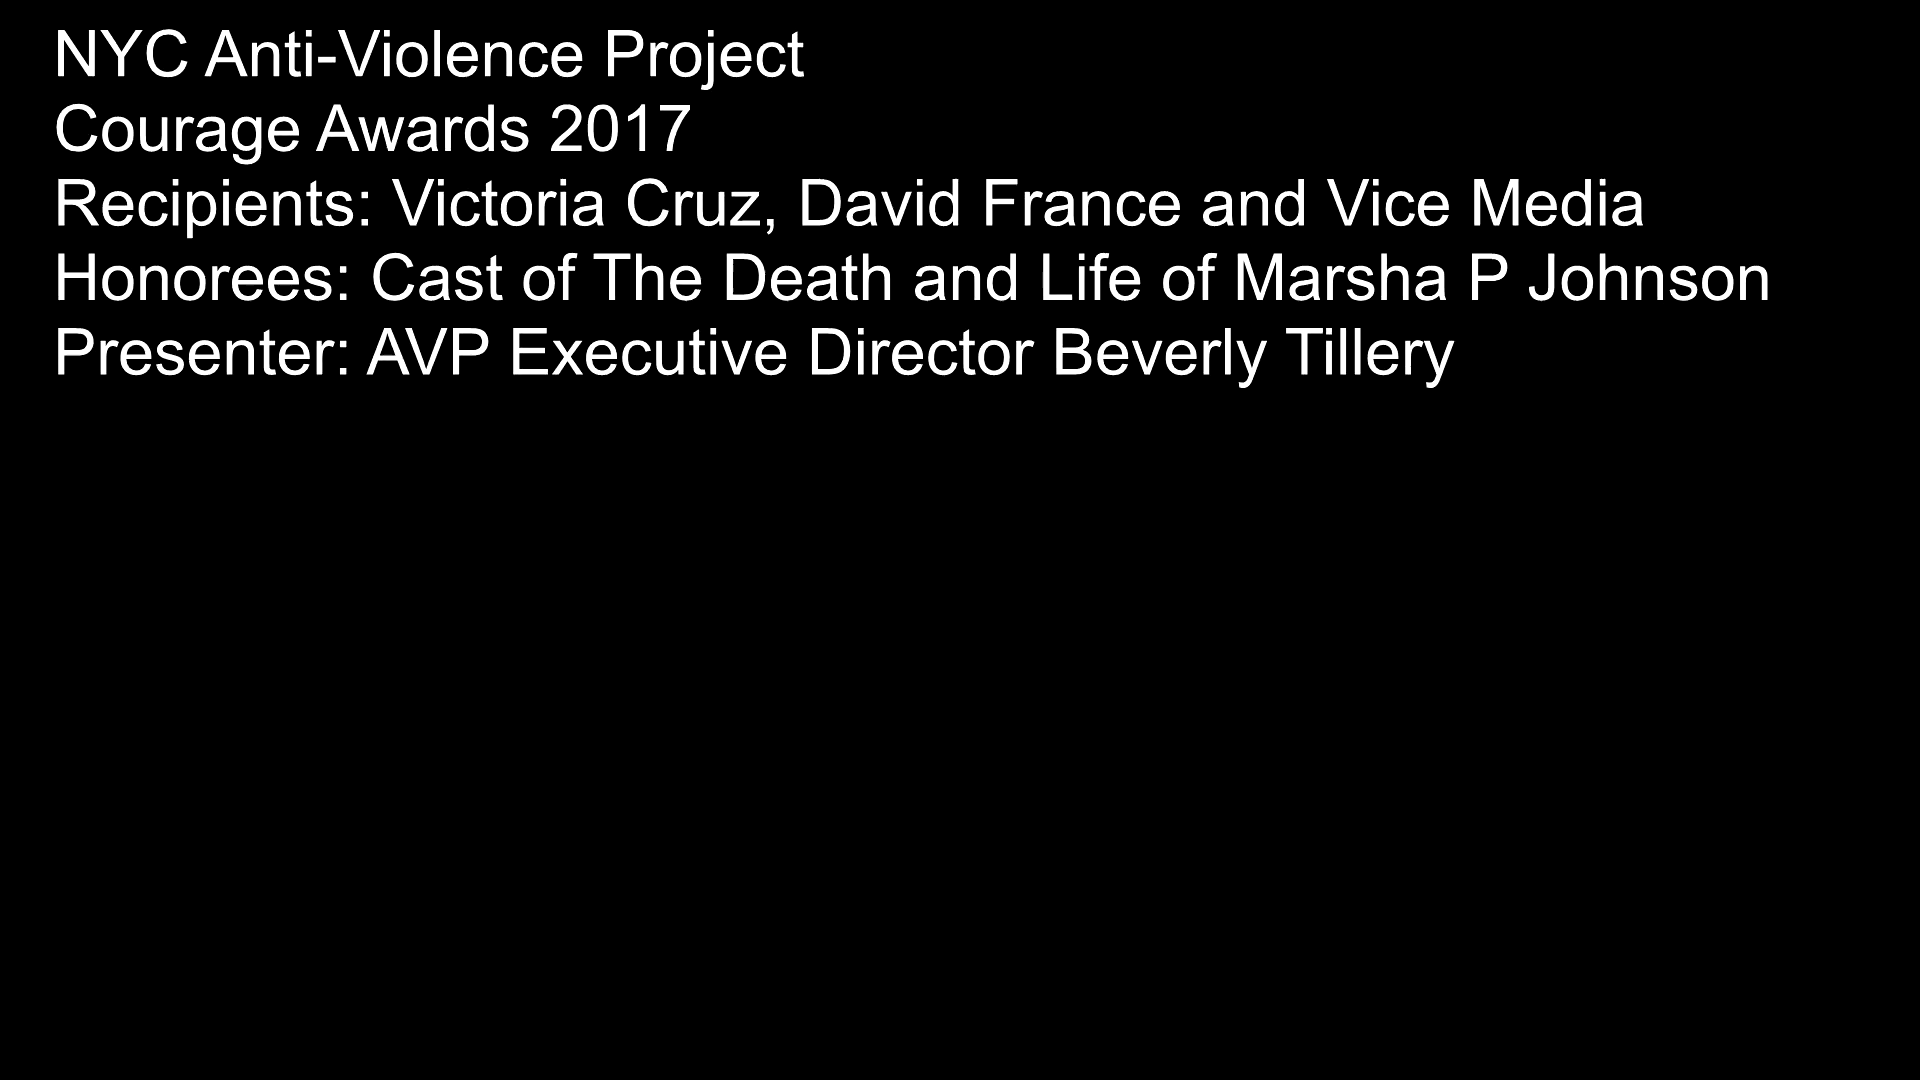 NYC Anti-Violence Project
Courage Awards 2017
Recipients: Victoria Cruz, David France and Vice Media
Honorees: Cast of The Death and Life of Marsha P Johnson
Presenter: AVP Executive Director Beverly Tillery